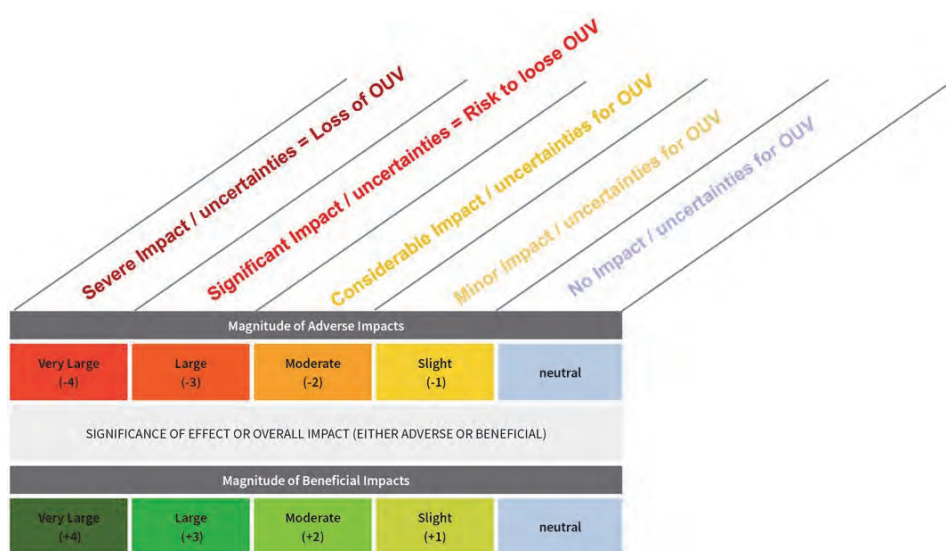 Severe Impact / uncertainties = Loss of OUV
Significant Impact / uncertainties = Risk to loose OUV
Considerable Impact / uncertainties for OUV
Minor impact / uncertainties for OUV
No Impact / uncertainties for OUV
Magnitude of Adverse Impacts
Very Large
(-4)
Large
(-3)
Moderate
(-2)
Slight
(-1)
neutral
SIGNIFICANCE OF EFFECT OR OVERALL IMPACT (EITHER ADVERSE OR BENEFICIAL)
Magnitude of Beneficial Impacts
Very Large
(+4)
Large
(+3)
Moderate
(+2)
Slight
(+1)
neutral